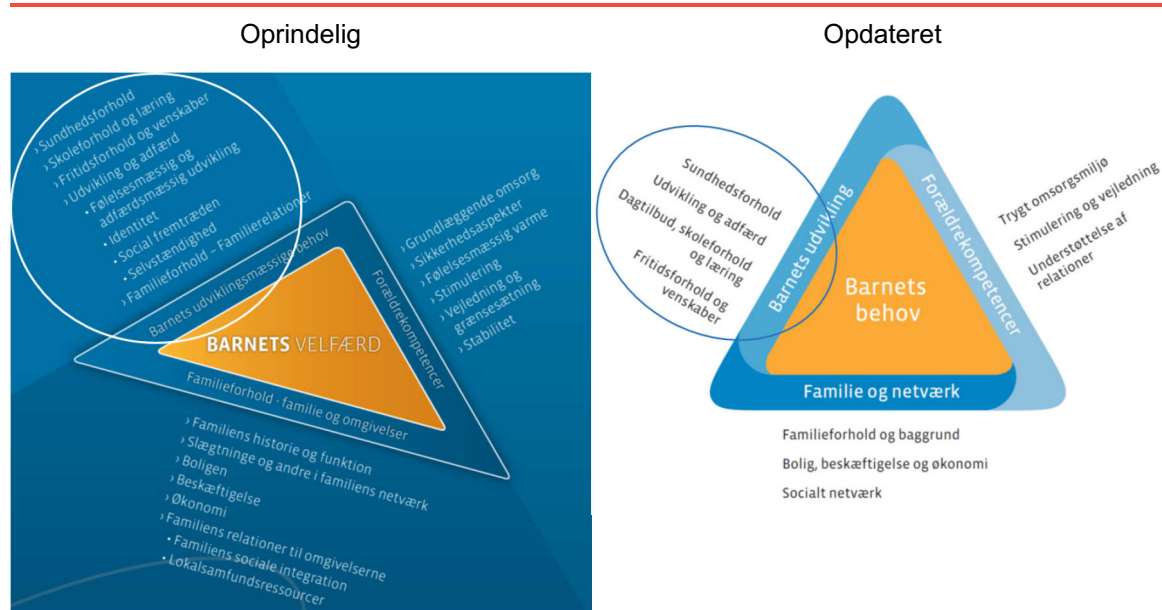 Oprindelig
› Sundhedsforhold
› Skoleforhold og læring
› Fritidsforhold og venskaber
› Udvikling og adfærd
• Følelsesmæssig og
adfærdsmæssig udvikling
• Identitet
• Social fremtræden
• Selvstændighed
› Familieforhold – Familierelationer
Barnets udviklingsmæssige behov
› Grundlæggende omsorg
› Sikkerhedsaspekter
› Følelsesmæssig varme
› Stimulering
› Vejledning og
grænsesætning
› Stabilitet
Forældrekompetencer
BARNETS VELFÆRD
Familieforhold - familie og omgivelser
› Familiens historie og funktion
› Slægtninge og andre i familiens netværk
› Boligen
› Beskæftigelse
› Økonomi
› Familiens relationer til omgivelserne
• Familiens sociale integration
• Lokalsamfundsressourcer
Opdateret
Sundhedsforhold
Udvikling og adfærd
Dagtilbud, skoleforhold
og læring
Fritidsforhold og
venskaber
Barnets udvikling
Barnets
behov
Forældrekompetencer
Trygt omsorgsmiljø
Stimulering og vejledning
Understøttelse af
relationer
Familie og netværk
Familieforhold og baggrund
Bolig, beskæftigelse og økonomi
Socialt netværk